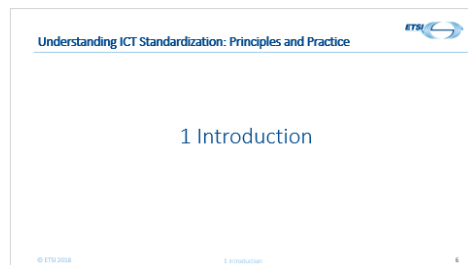 Understanding ICT Standardization: Principles and Practice
ETSI
1 Introduction
© ETSI 2018
1 Introduction
6